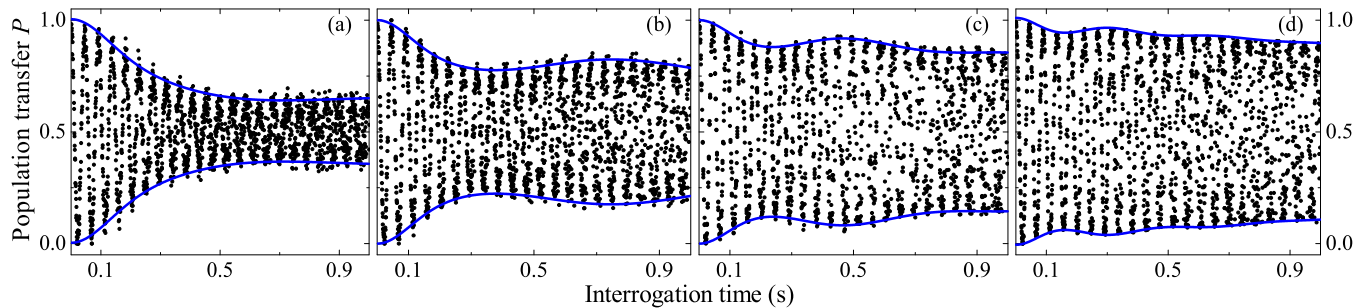 (a) (b) (c) (d)
Population transfer P
1.0 1.0
0.5 0.5
0.0 0.0
0.1 0.5 0.9 0.1 0.5 0.9 0.1 0.5 0.9 0.1 0.5 0.9
Interrogation time (s)